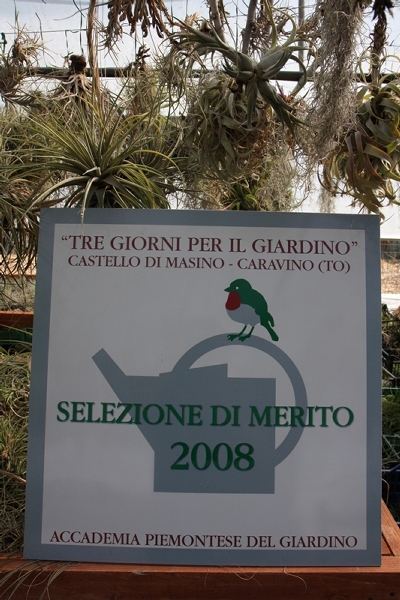 "TRE GIORNI PER IL GIARDINO"
CASTELLO DI MASINO - CARAVINO (TO)
SELEZIONE DI MERITO
2008
ACCADEMIA PIEMONTESE DEL GIARDINO